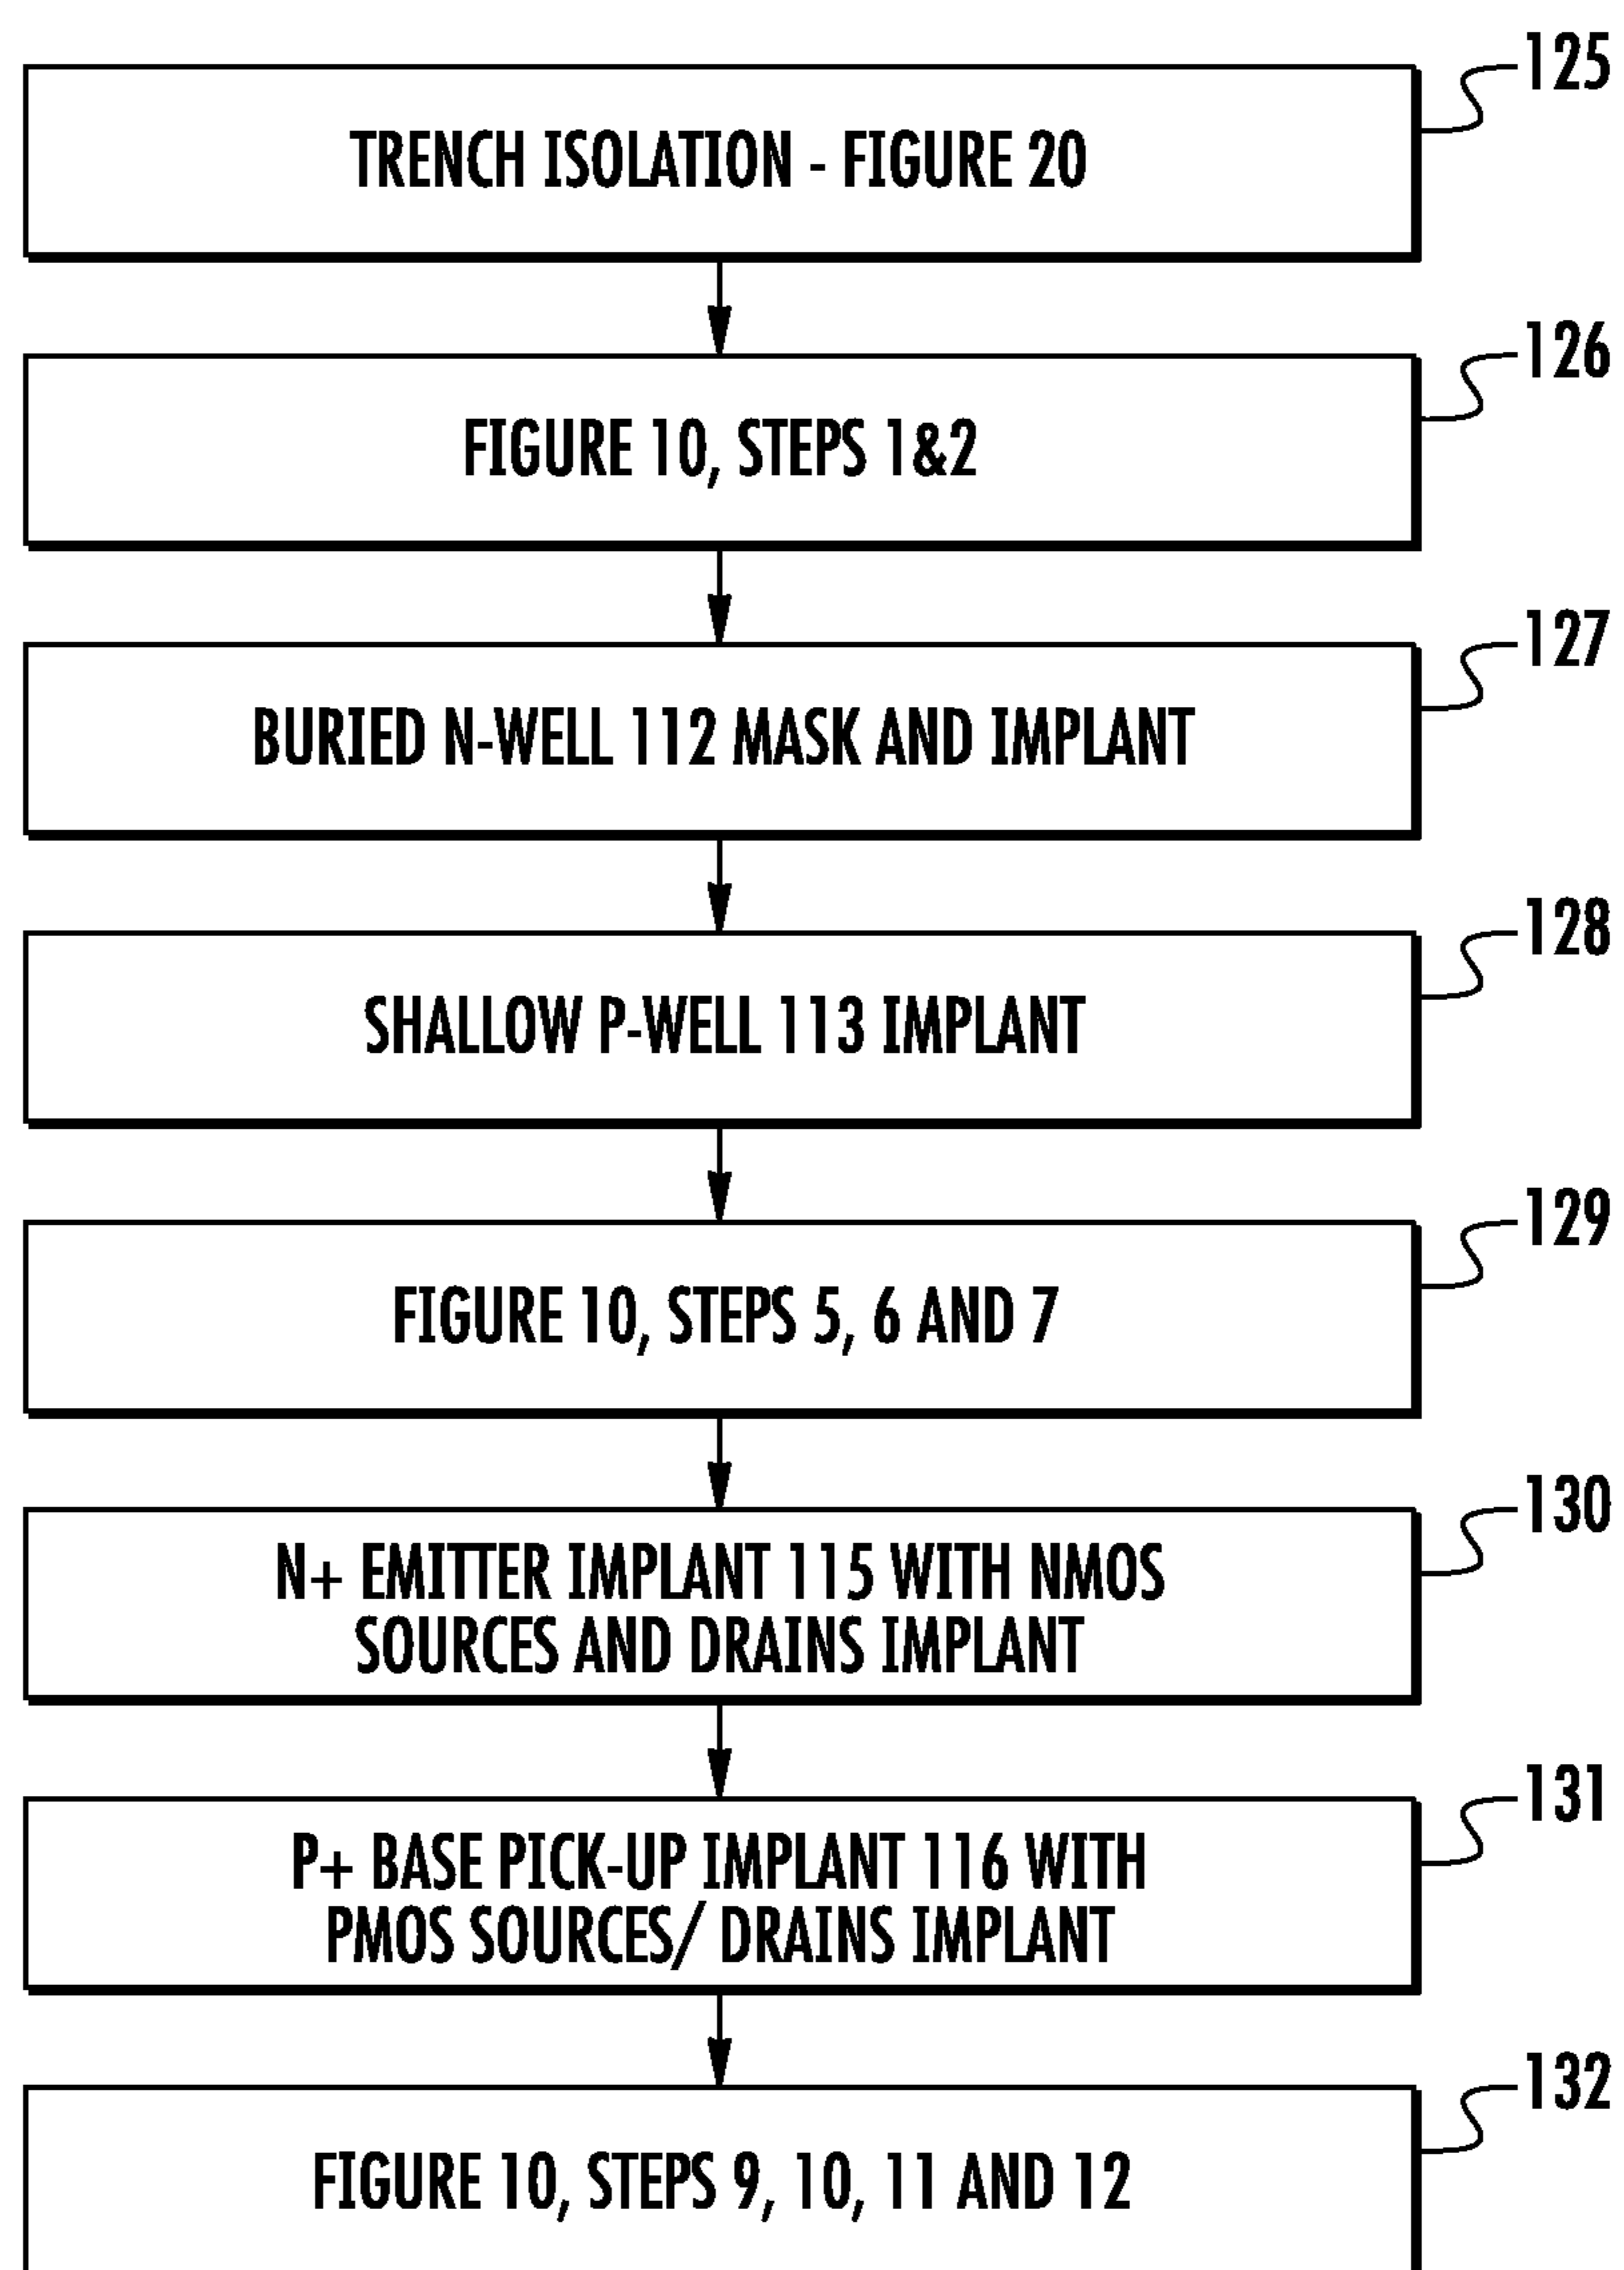 125
TRENCH ISOLATION - FIGURE 20
126
FIGURE 10, STEPS 1&2
127
BURIED N-WELL 112 MASK AND IMPLANT
128
SHALLOW P-WELL 113 IMPLANT
129
FIGURE 10, STEPS 5, 6 AND 7
130
N+ EMITTER IMPLANT 115 WITH NMOS
SOURCES AND DRAINS IMPLANT
131
P+ BASE PICK-UP IMPLANT 116 WITH
PMOS SOURCES/ DRAINS IMPLANT
132
FIGURE 10, STEPS 9, 10, 11 AND 12